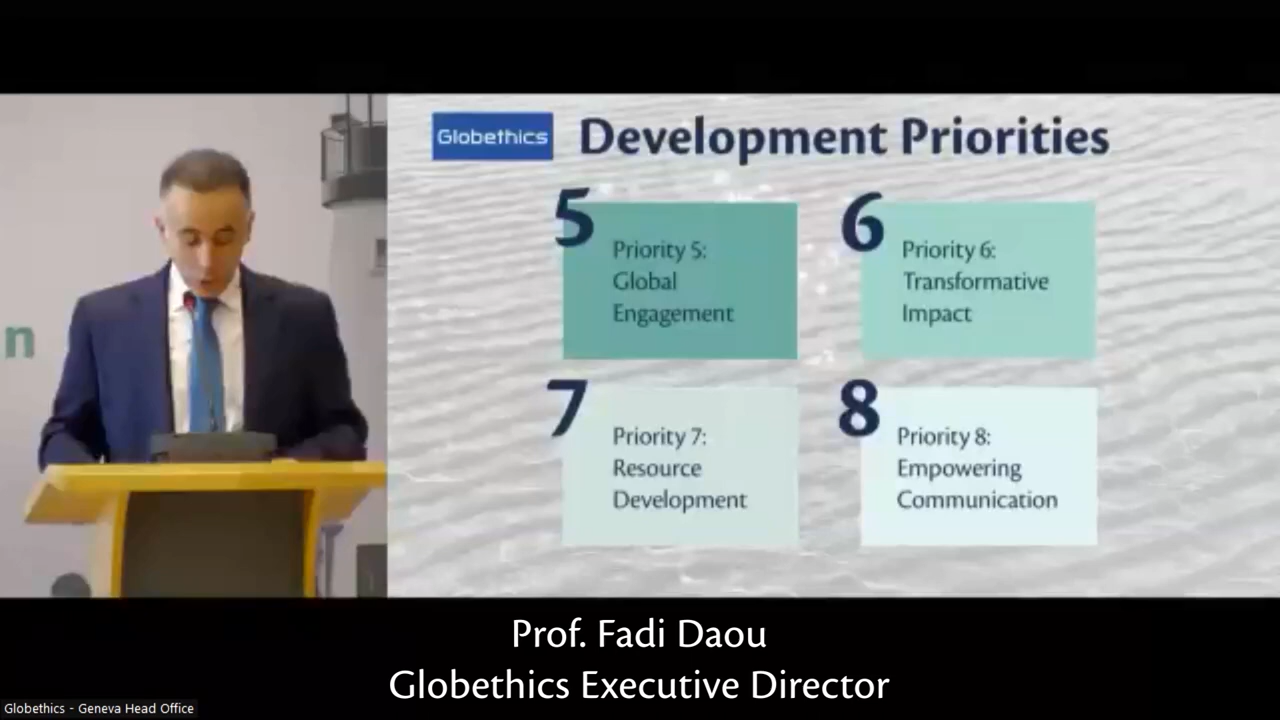 Globethics
Development Priorities
5
Priority 5:
Global
Engagement
6
Priority 6:
Transformative
Impact
7
Priority 7:
Resource
Development
8
Priority 8:
Empowering
Communication
n
Prof. Fadi Daou
Globethics Executive Director
Globethics - Geneva Head Office